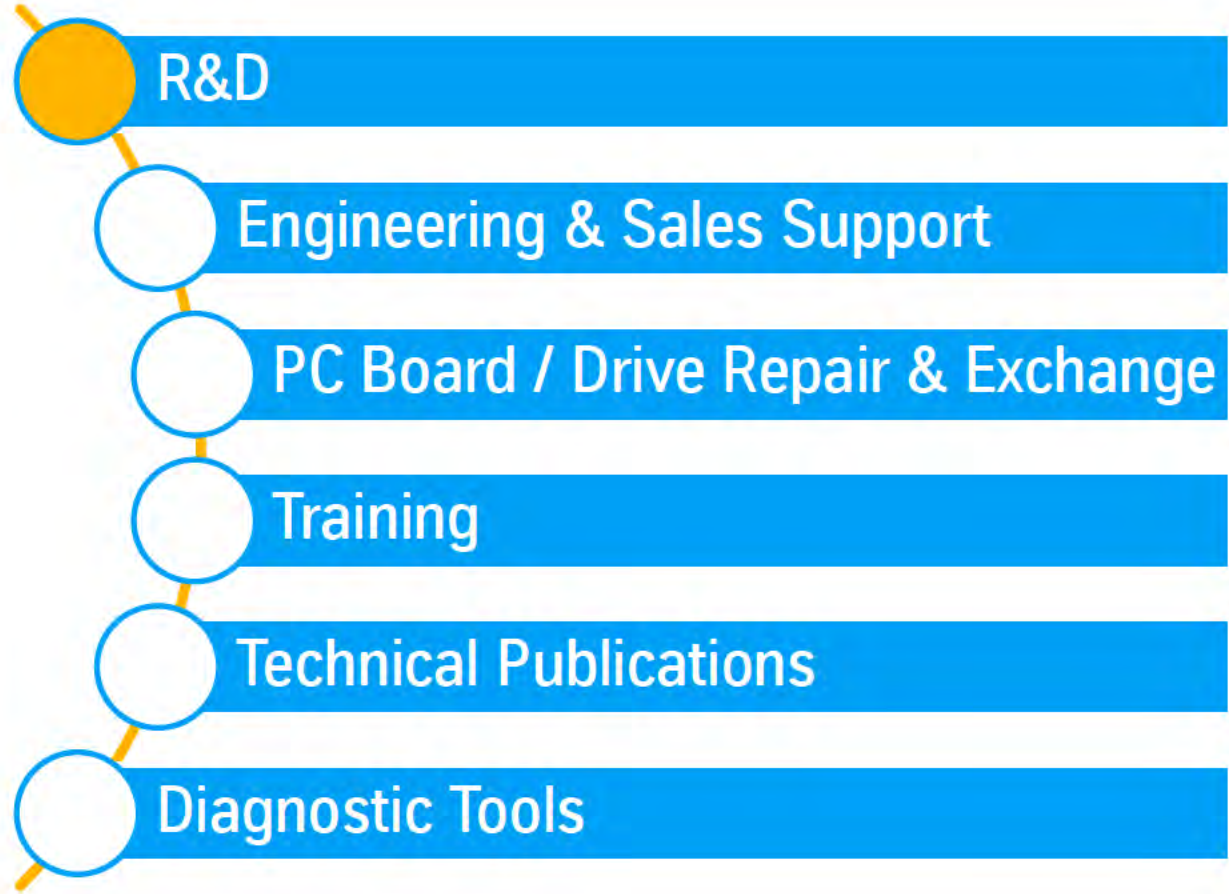 R&D
Engineering & Sales Support
PC Board / Drive Repair & Exchange
Training
Technical Publications
Diagnostic Tools